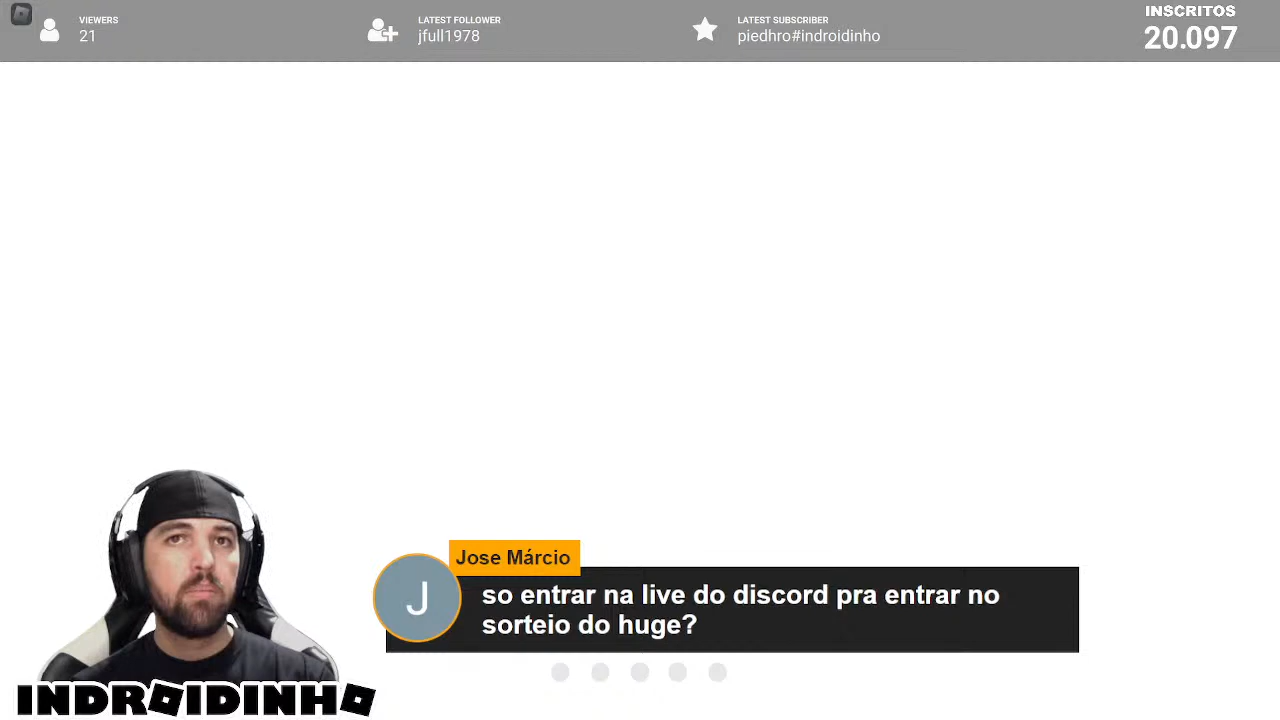 VIEWERS
21
LATEST FOLLOWER
jfull1978
LATEST SUBSCRIBER
piedhro#indroidinho
INSCRITOS
20.097
Jose Márcio
J
so entrar na live do discord pra entrar no
sorteio do huge?
INDROIDINHO